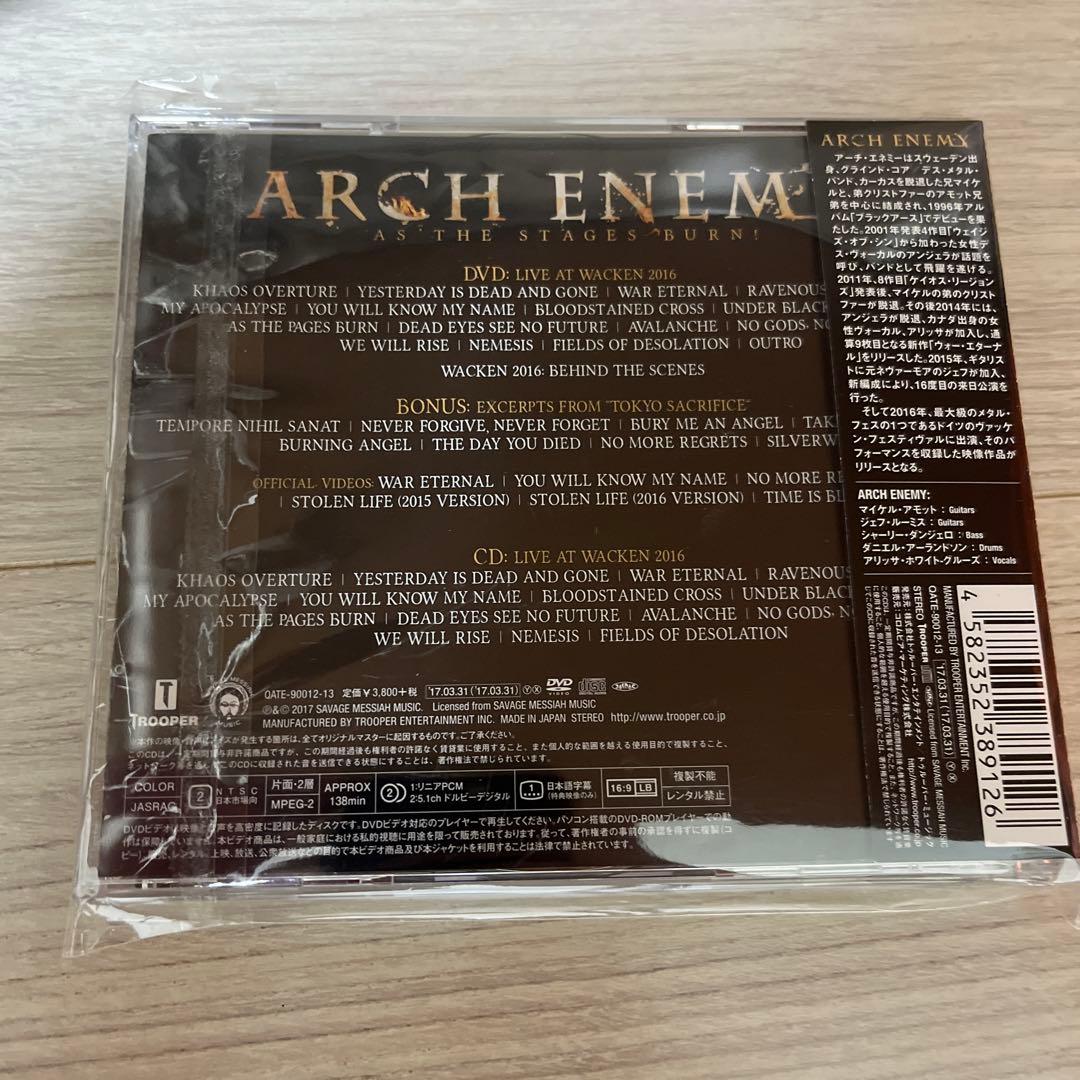 ARCH ENEMY
AS THE STAGES BURN!
DVD: LIVE AT WACKEN 2016
KHAOS OVERTURE | YESTERDAY IS DEAD AND GONE | WAR ETERNAL | RAVENOUS
MY APOCALYPSE | YOU WILL KNOW MY NAME | BLOODSTAINED CROSS | UNDER BLACK
AS THE PAGES BURN | DEAD EYES SEE NO FUTURE | AVALANCHE | NO GODS, NO
WE WILL RISE | NEMESIS | FIELDS OF DESOLATION | OUTRO
WACKEN 2016: BEHIND THE SCENES
BONUS: EXCERPTS FROM "TOKYO SACRIFICE"
TEMPORE NIHIL SANAT | NEVER FORGIVE, NEVER FORGET | BURY ME AN ANGEL | TAK
BURNING ANGEL | THE DAY YOU DIED | NO MORE REGRETS | SILVERW
OFFICIAL VIDEOS: WAR ETERNAL | YOU WILL KNOW MY NAME | NO MORE RE
| STOLEN LIFE (2015 VERSION) | STOLEN LIFE (2016 VERSION) | TIME IS BL
CD: LIVE AT WACKEN 2016
KHAOS OVERTURE | YESTERDAY IS DEAD AND GONE | WAR ETERNAL | RAVENOUS
MY APOCALYPSE | YOU WILL KNOW MY NAME | BLOODSTAINED CROSS | UNDER BLACK
AS THE PAGES BURN | DEAD EYES SEE NO FUTURE | AVALANCHE | NO GODS, NO
WE WILL RISE | NEMESIS | FIELDS OF DESOLATION
TROOPER
QATE-90012-13 定価¥3,800+税 '17.03.31 ('17.03.31) Ⓨ Ⓧ DVD VIDEO
Ⓟ&© 2017 SAVAGE MESSIAH MUSIC. Licensed from SAVAGE MESSIAH MUSIC
MANUFACTURED BY TROOPER ENTERTAINMENT INC. MADE IN JAPAN STEREO http://www.trooper.co.jp
COLOR
JASRAC
2 NTSC 日本市場向
片面・2層
MPEG-2
APPROX
138min
1:リニアPCM
2:5.1ch ドルビーデジタル
1 日本語字幕
(特典映像のみ)
16:9 LB
複製不能
レンタル禁止
ARCH ENEMY
アーチ・エネミーはスウェーデン出
身、グラインド・コア デス・メタル・
バンド、カーカスを脱退した兄マイケ
ルと、弟クリストファーのアモット兄
弟を中心に結成され、1996年アル
バム「ブラックアース」でデビューを果
たした。2001年発表4作目「ウェイジ
ズ・オブ・シン」から加わった女性デ
ス・ヴォーカルのアンジェラが話題を
呼び、バンドとして飛躍を遂げる。
2011年、8作目「ケイオス・リージョン
ズ」発表後、マイケルの弟のクリスト
ファーが脱退。その後2014年には、
アンジェラが脱退、カナダ出身の女
性ヴォーカル、アリッサが加入し、通
算9枚目となる新作「ウォー・エターナ
ル」をリリースした。2015年、ギタリス
トに元ネヴァーモアのジェフが加入、
新編成により、16度目の来日公演を
行った。
そして2016年、最大級のメタル・
フェスの1つであるドイツのヴァッケ
ン・フェスティヴァルに出演、そのパ
フォーマンスを収録した映像作品が
リリースとなる。
ARCH ENEMY:
マイケル・アモット : Guitars
ジェフ・ルーミス : Guitars
シャーリー・ダンジェロ : Bass
ダニエル・アーランドソン : Drums
アリッサ・ホワイト-グルーズ : Vocals
MANUFACTURED BY TROOPER ENTERTAINMENT Inc.
QATE-90012-13 '17.03.31 ('17.03.31) Ⓨ Ⓧ
STEREO TROOPER Licensed from SAVAGE MESSIAH MUSIC
4 582352 389126